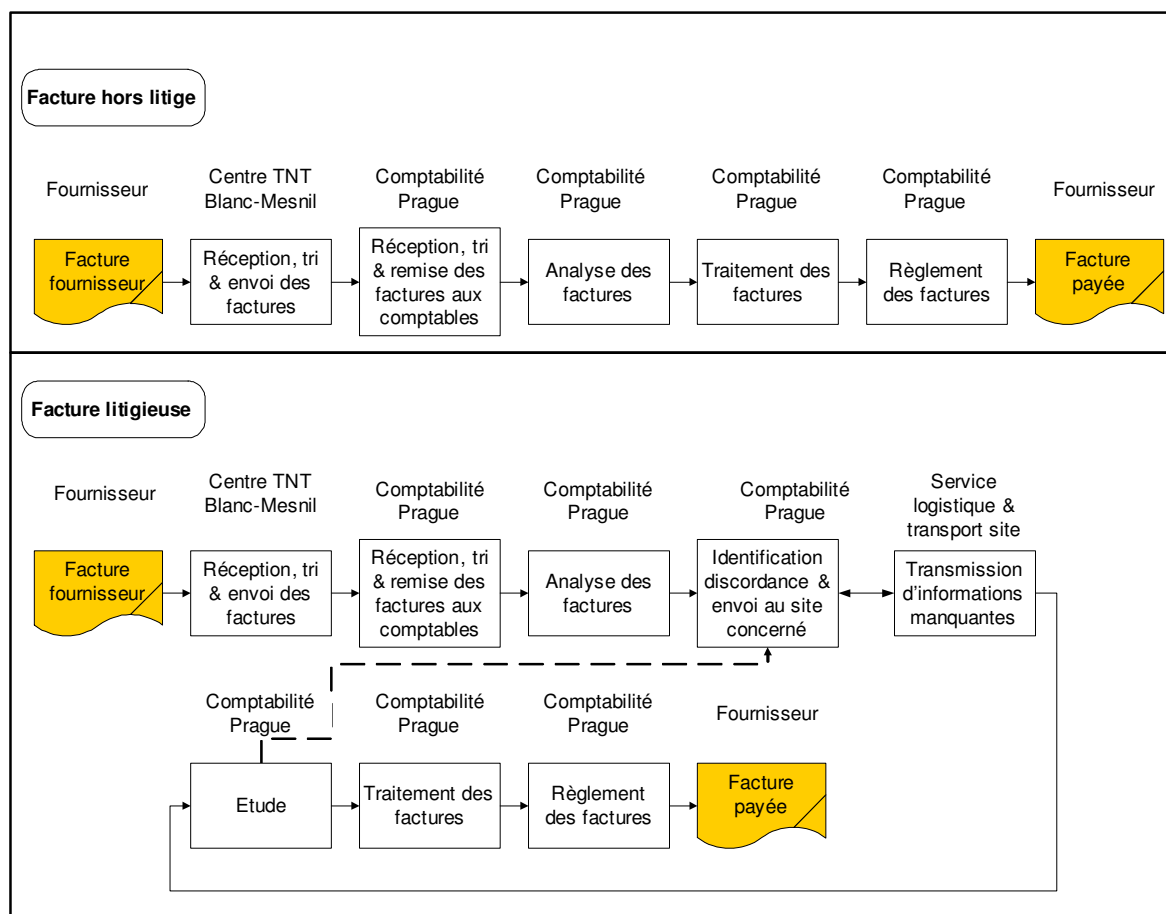 Facture hors litige
Fournisseur
Centre TNT
Blanc-Mesnil
Comptabilité
Prague
Comptabilité
Prague
Comptabilité
Prague
Comptabilité
Prague
Fournisseur
Facture
fournisseur
Réception, tri
& envoi des
factures
Réception, tri
& remise des
factures aux
comptables
Analyse des
factures
Traitement des
factures
Règlement
des factures
Facture
payée
Facture litigieuse
Fournisseur
Centre TNT
Blanc-Mesnil
Comptabilité
Prague
Comptabilité
Prague
Comptabilité
Prague
Service
logistique &
transport site
Facture
fournisseur
Réception, tri
& envoi des
factures
Réception, tri
& remise des
factures aux
comptables
Analyse des
factures
Identification
discordance &
envoi au site
concerné
Transmission
d'informations
manquantes
Comptabilité
Prague
Comptabilité
Prague
Comptabilité
Prague
Fournisseur
Etude
Traitement des
factures
Règlement
des factures
Facture
payée